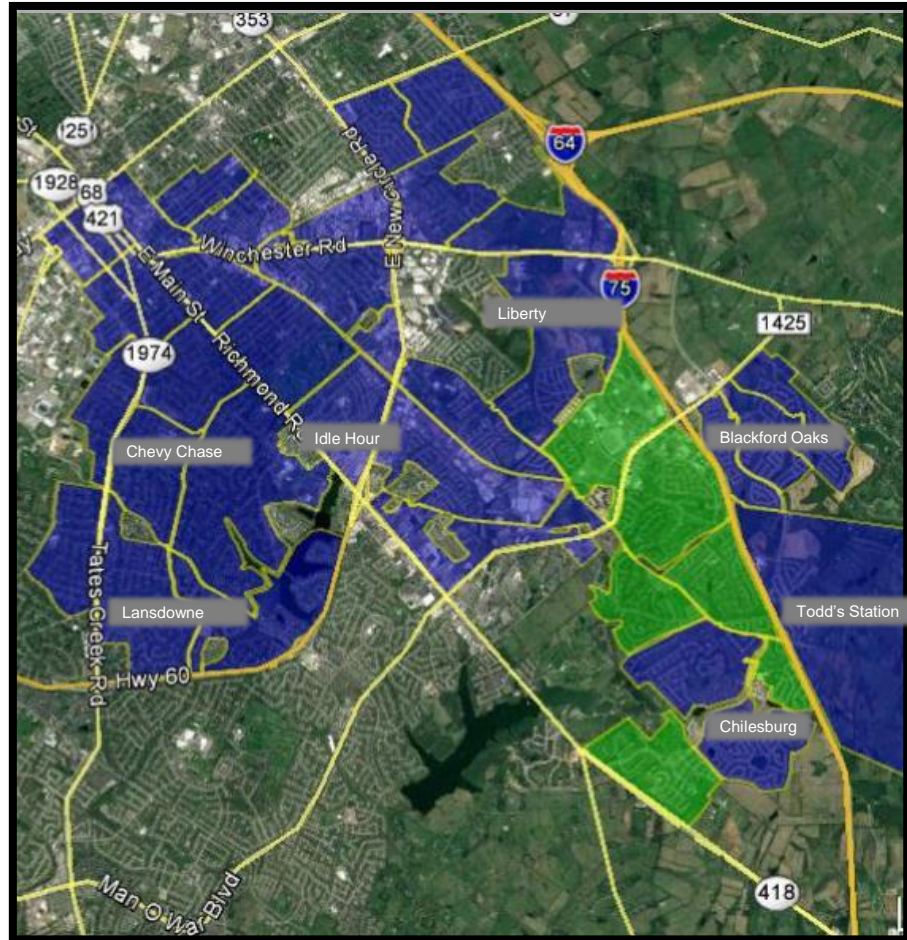 353
25
1928
68
421
64
E New Circle Rd
Winchester Rd
E Main St
Richmond Rd
75
Liberty
1425
1974
Chevy Chase
Idle Hour
Blackford Oaks
Tates Creek Rd
Lansdowne
Todd's Station
Hwy 60
Chilesburg
Man O War Blvd
418